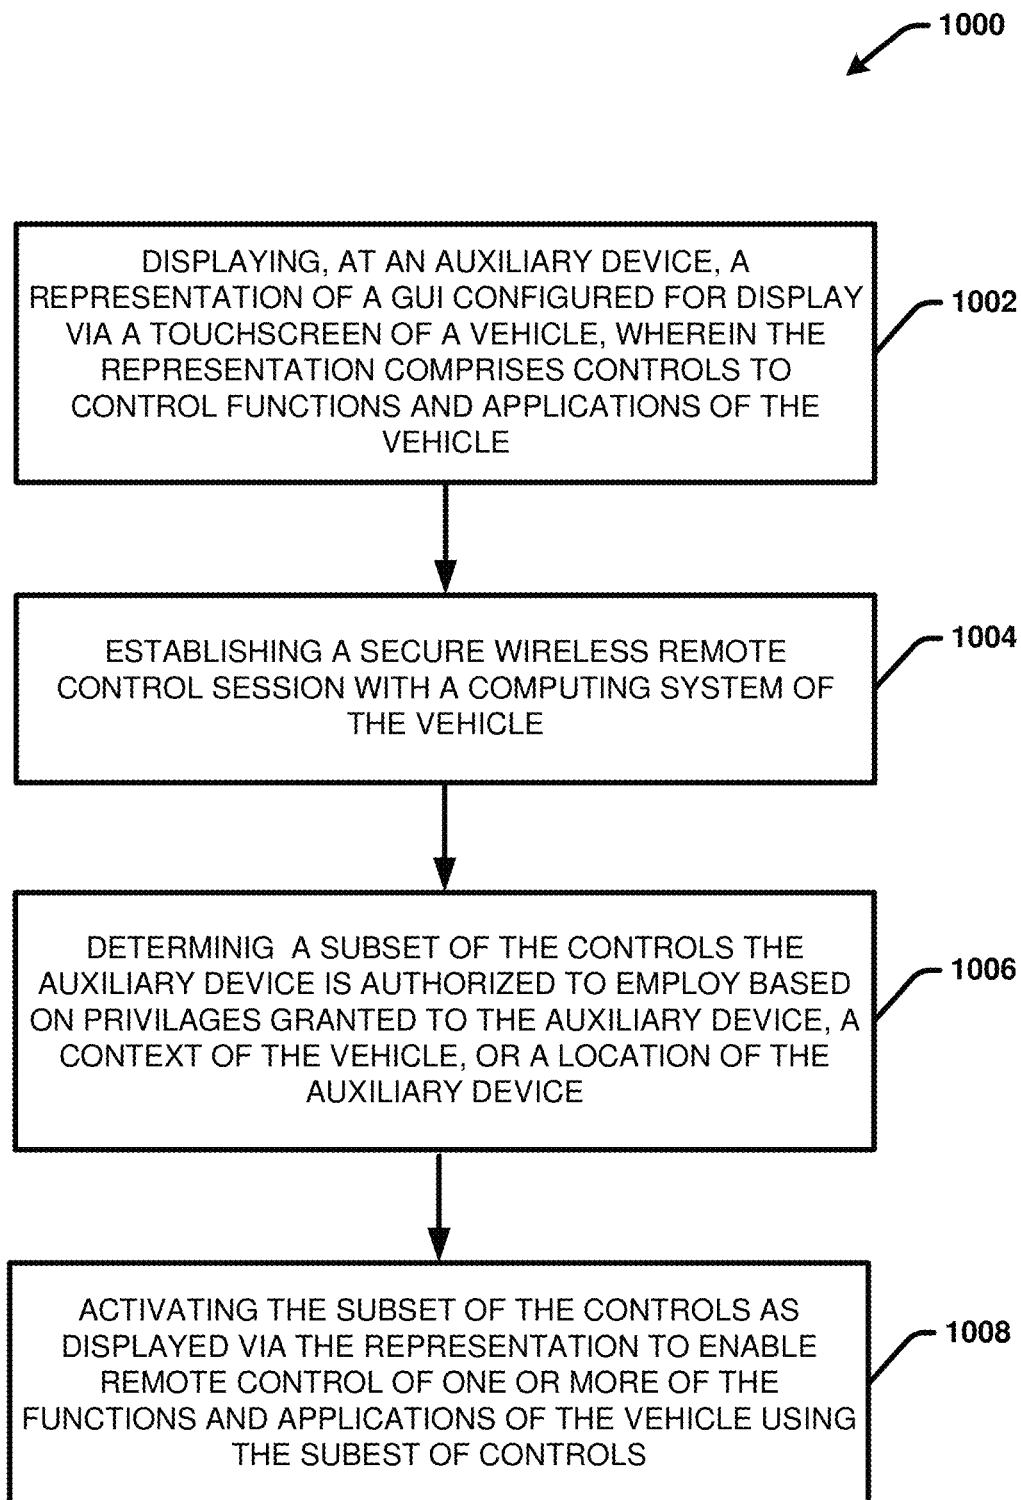 1000
DISPLAYING, AT AN AUXILIARY DEVICE, A
REPRESENTATION OF A GUI CONFIGURED FOR DISPLAY
VIA A TOUCHSCREEN OF A VEHICLE, WHEREIN THE
REPRESENTATION COMPRISES CONTROLS TO
CONTROL FUNCTIONS AND APPLICATIONS OF THE
VEHICLE
1002
ESTABLISHING A SECURE WIRELESS REMOTE
CONTROL SESSION WITH A COMPUTING SYSTEM OF
THE VEHICLE
1004
DETERMINIG A SUBSET OF THE CONTROLS THE
AUXILIARY DEVICE IS AUTHORIZED TO EMPLOY BASED
ON PRIVILAGES GRANTED TO THE AUXILIARY DEVICE, A
CONTEXT OF THE VEHICLE, OR A LOCATION OF THE
AUXILIARY DEVICE
1006
ACTIVATING THE SUBSET OF THE CONTROLS AS
DISPLAYED VIA THE REPRESENTATION TO ENABLE
REMOTE CONTROL OF ONE OR MORE OF THE
FUNCTIONS AND APPLICATIONS OF THE VEHICLE USING
THE SUBEST OF CONTROLS
1008